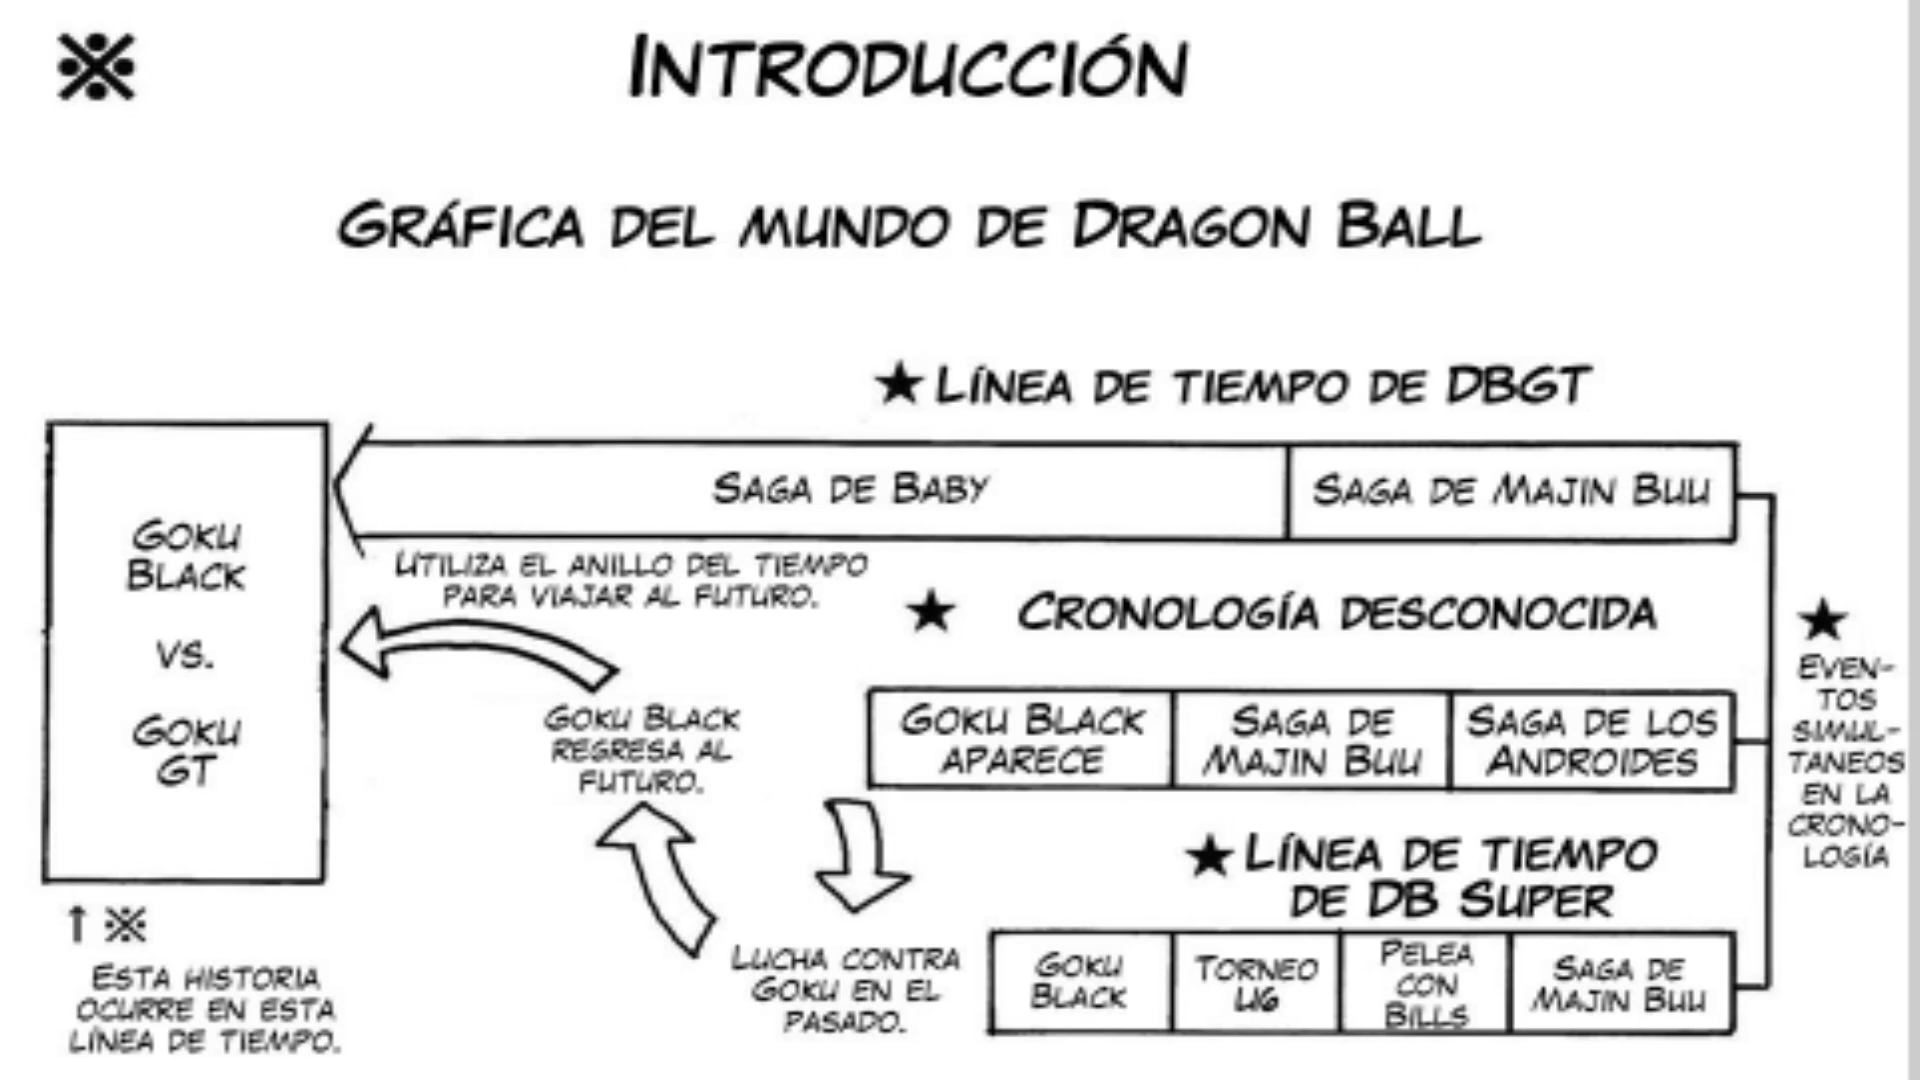 ※
INTRODUCCIÓN
GRÁFICA DEL MUNDO DE DRAGON BALL
★ LÍNEA DE TIEMPO DE DBGT
SAGA DE BABY
SAGA DE MAJIN BUU
GOKU
BLACK
VS.
GOKU
GT
UTILIZA EL ANILLO DEL TIEMPO
PARA VIAJAR AL FUTURO.
★ CRONOLOGÍA DESCONOCIDA
GOKU BLACK
APARECE
SAGA DE
MAJIN BUU
SAGA DE LOS
ANDROIDES
★
EVEN-
TOS
SIMUL-
TANEOS
EN LA
CRONO-
LOGÍA
GOKU BLACK
REGRESA AL
FUTURO.
★ LÍNEA DE TIEMPO
DE DB SUPER
LUCHA CONTRA
GOKU EN EL
PASADO.
GOKU
BLACK
TORNEO
U6
PELEA
CON
BILLS
SAGA DE
MAJIN BUU
↑ ※
ESTA HISTORIA
OCURRE EN ESTA
LÍNEA DE TIEMPO.